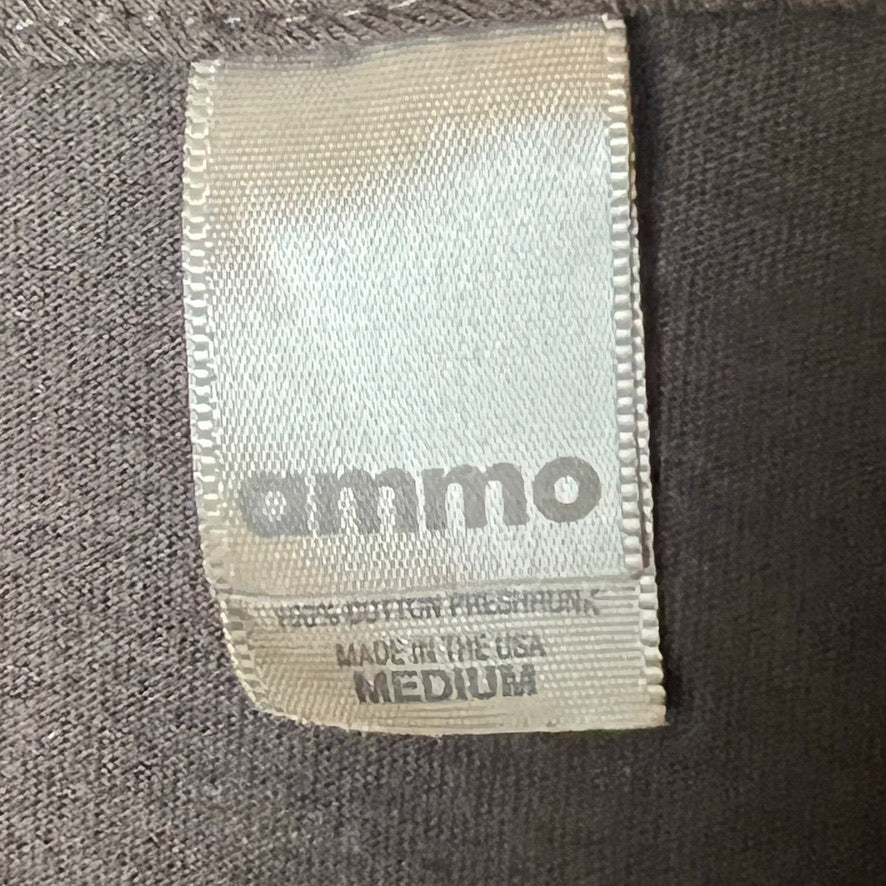 ammo
100% COTTON PRESHRUNK
MADE IN THE USA
MEDIUM